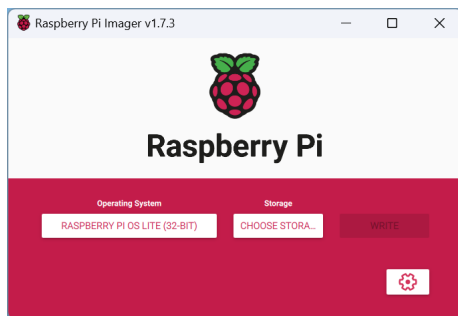 Raspberry Pi Imager v1.7.3
Raspberry Pi
Operating System
Storage
RASPBERRY PI OS LITE (32-BIT)
CHOOSE STORA...
WRITE